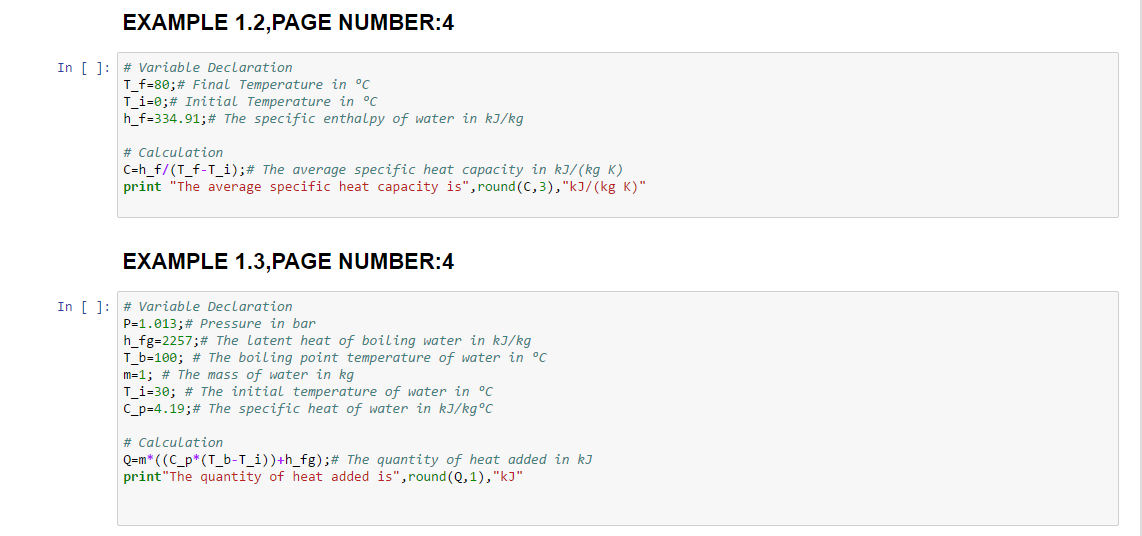 EXAMPLE 1.2,PAGE NUMBER:4
In [ ]: # Variable Declaration
T_f=80;# Final Temperature in °C
T_i=0;# Initial Temperature in °C
h_f=334.91;# The specific enthalpy of water in kJ/kg
# Calculation
C=h_f/(T_f-T_i);# The average specific heat capacity in kJ/(kg K)
print "The average specific heat capacity is",round(C,3),"kJ/(kg K)"
EXAMPLE 1.3,PAGE NUMBER:4
In [ ]: # Variable Declaration
P=1.013;# Pressure in bar
h_fg=2257;# The latent heat of boiling water in kJ/kg
T_b=100; # The boiling point temperature of water in °C
m=1; # The mass of water in kg
T_i=30; # The initial temperature of water in °C
C_p=4.19;# The specific heat of water in kJ/kg°C
# Calculation
Q=m*((C_p*(T_b-T_i))+h_fg);# The quantity of heat added in kJ
print"The quantity of heat added is",round(Q,1),"kJ"